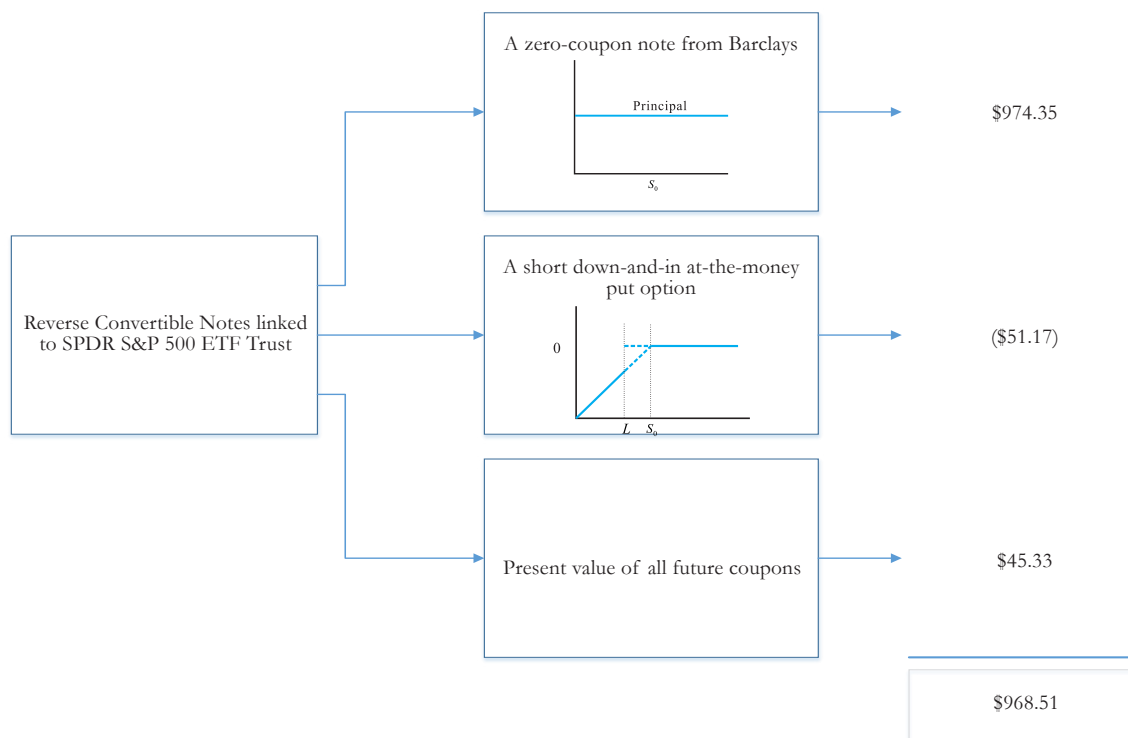 A zero-coupon note from Barclays
Principal
S₀
$974.35
Reverse Convertible Notes linked
to SPDR S&P 500 ETF Trust
A short down-and-in at-the-money
put option
0
L S₀
($51.17)
Present value of all future coupons
$45.33
$968.51